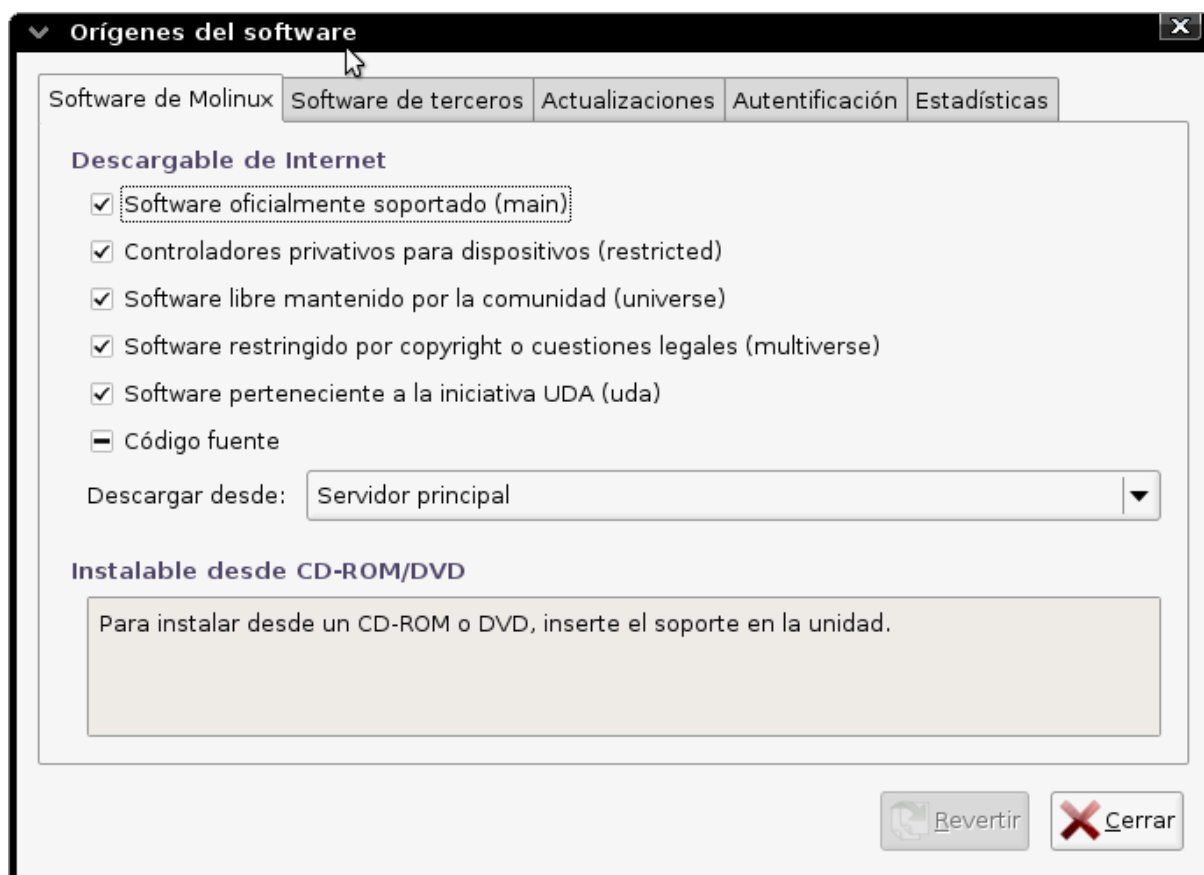 Orígenes del software
Software de Molinux
Software de terceros
Actualizaciones
Autentificación
Estadísticas
Descargable de Internet
Software oficialmente soportado (main)
Controladores privativos para dispositivos (restricted)
Software libre mantenido por la comunidad (universe)
Software restringido por copyright o cuestiones legales (multiverse)
Software perteneciente a la iniciativa UDA (uda)
Código fuente
Descargar desde: Servidor principal
Instalable desde CD-ROM/DVD
Para instalar desde un CD-ROM o DVD, inserte el soporte en la unidad.
Revertir
Cerrar